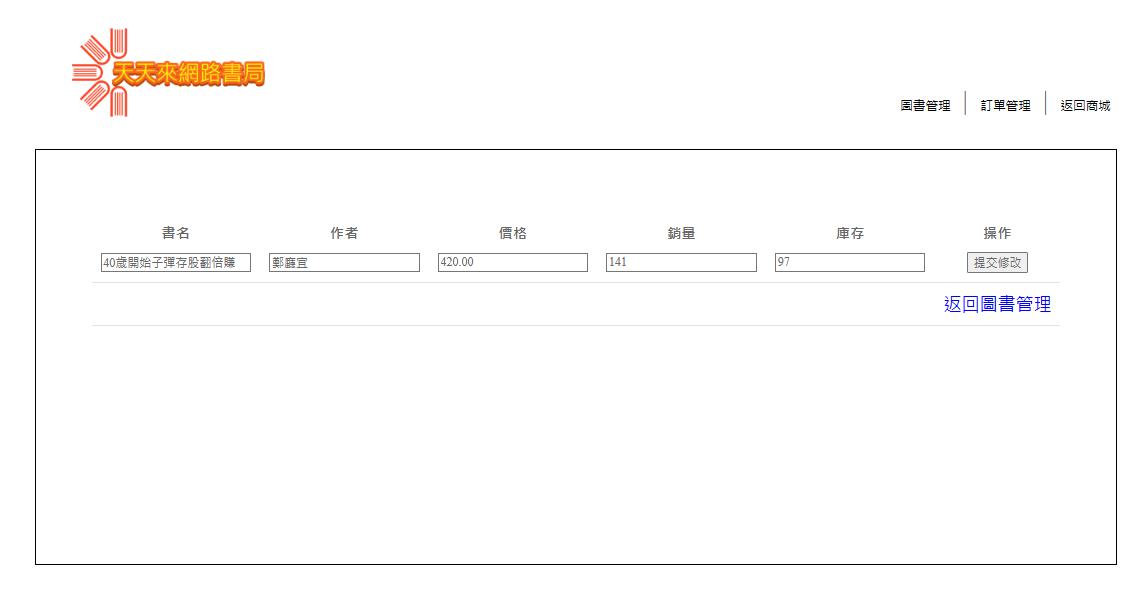 天天來網路書局
圖書管理 訂單管理 返回商城
書名 作者 價格 銷量 庫存 操作
40歲開始子彈存股翻倍賺 鄭廳宜 420.00 141 97 提交修改
返回圖書管理